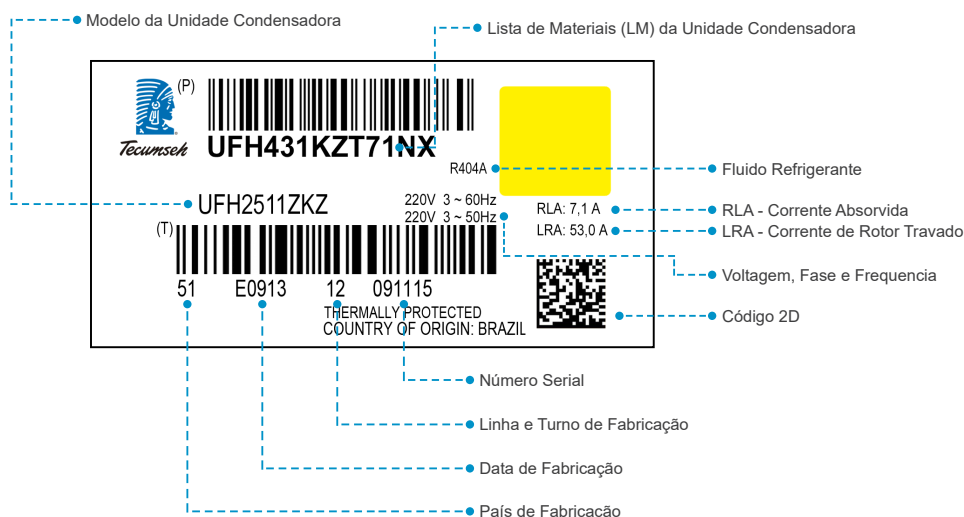 Modelo da Unidade Condensadora
Lista de Materiais (LM) da Unidade Condensadora
(P)
Tecumseh
UFH431KZT71NX
R404A
Fluido Refrigerante
UFH2511ZKZ
220V 3 ~ 60Hz
220V 3 ~ 50Hz
RLA: 7,1 A
RLA - Corrente Absorvida
LRA: 53,0 A
LRA - Corrente de Rotor Travado
(T)
Voltagem, Fase e Frequencia
51 E0913 12 091115
THERMALLY PROTECTED
COUNTRY OF ORIGIN: BRAZIL
Código 2D
Número Serial
Linha e Turno de Fabricação
Data de Fabricação
País de Fabricação